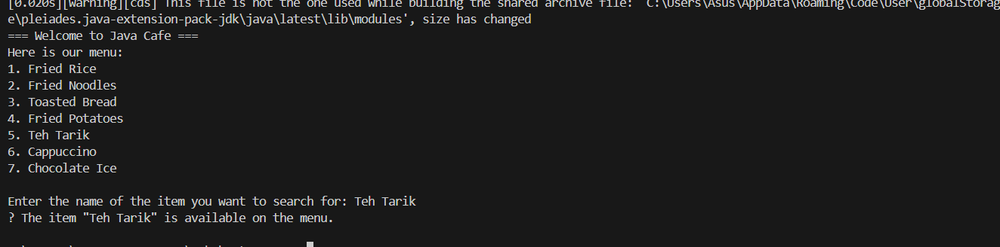 [0.020s][warning][cds] This file is not the one used while building the shared archive file: 'C:\Users\Asus\AppData\Roaming\Code\User\globalStorag
e\pleiades.java-extension-pack-jdk\java\latest\lib\modules', size has changed
=== Welcome to Java Cafe ===
Here is our menu:
1. Fried Rice
2. Fried Noodles
3. Toasted Bread
4. Fried Potatoes
5. Teh Tarik
6. Cappuccino
7. Chocolate Ice
Enter the name of the item you want to search for: Teh Tarik
? The item "Teh Tarik" is available on the menu.